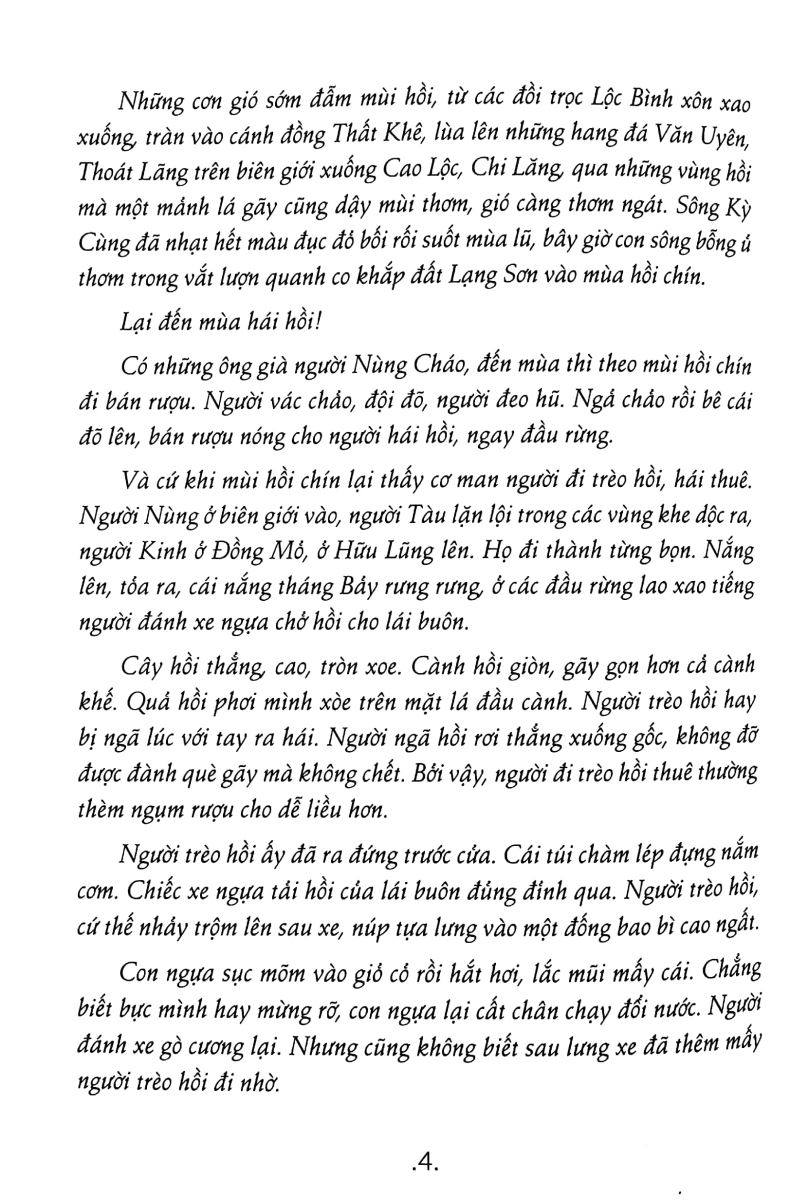 Những cơn gió sớm đẫm mùi hồi, từ các đồi trọc Lộc Bình xôn xao
xuống, tràn vào cánh đồng Thất Khê, lùa lên những hang đá Văn Uyên,
Thoát Lãng trên biên giới xuống Cao Lộc, Chi Lăng, qua những vùng hồi
mà một mảnh lá gãy cũng dậy mùi thơm, gió càng thơm ngát. Sông Kỳ
Cùng đã nhạt hết màu đục đỏ bối rối suốt mùa lũ, bây giờ con sông bỗng ủ
thơm trong vắt lượn quanh co khắp đất Lạng Sơn vào mùa hồi chín.
Lại đến mùa hái hồi!
Có những ông già người Nùng Cháo, đến mùa thì theo mùi hồi chín
đi bán rượu. Người vác chảo, đội đõ, người đeo hũ. Ngả chảo rồi bê cái
đõ lên, bán rượu nóng cho người hái hồi, ngay đầu rừng.
Và cứ khi mùi hồi chín lại thấy cơ man người đi trèo hồi, hái thuê.
Người Nùng ở biên giới vào, người Tàu lặn lội trong các vùng khe dộc ra,
người Kinh ở Đồng Mỏ, ở Hữu Lũng lên. Họ đi thành từng bọn. Nắng
lên, tỏa ra, cái nắng tháng Bảy rưng rưng, ở các đầu rừng lao xao tiếng
người đánh xe ngựa chở hồi cho lái buôn.
Cây hồi thẳng, cao, tròn xoe. Cành hồi giòn, gãy gọn hơn cả cành
khế. Quả hồi phơi mình xòe trên mặt lá đầu cành. Người trèo hồi hay
bị ngã lúc với tay ra hái. Người ngã hồi rơi thẳng xuống gốc, không đỡ
được đành què gãy mà không chết. Bởi vậy, người đi trèo hồi thuê thường
thèm ngụm rượu cho dễ liều hơn.
Người trèo hồi ấy đã ra đứng trước cửa. Cái túi chàm lép đựng nắm
cơm. Chiếc xe ngựa tải hồi của lái buôn đủng đỉnh qua. Người trèo hồi,
cứ thế nhảy trộm lên sau xe, núp tựa lưng vào một đống bao bì cao ngất.
Con ngựa sục mõm vào giỏ cỏ rồi hắt hơi, lắc mũi mấy cái. Chẳng
biết bực mình hay mừng rỡ, con ngựa lại cất chân chạy đổi nước. Người
đánh xe gò cương lại. Nhưng cũng không biết sau lưng xe đã thêm mấy
người trèo hồi đi nhờ.
.4.